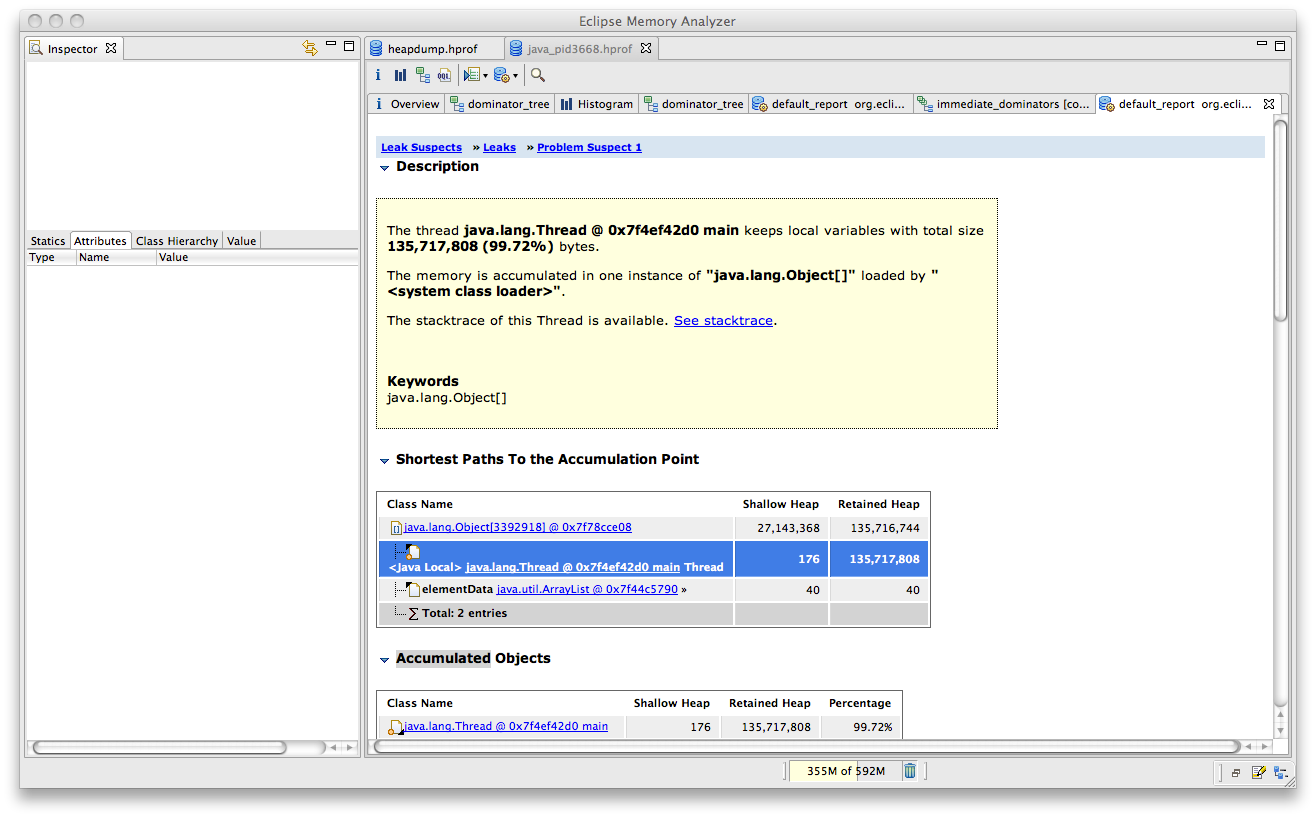 Eclipse Memory Analyzer
Inspector
heapdump.hprof
java_pid3668.hprof
i
OQL
i Overview
dominator_tree
Histogram
dominator_tree
default_report org.ecli...
immediate_dominators [co...
default_report org.ecli...
Leak Suspects » Leaks » Problem Suspect 1
Description
The thread java.lang.Thread @ 0x7f4ef42d0 main keeps local variables with total size
135,717,808 (99.72%) bytes.
The memory is accumulated in one instance of "java.lang.Object[]" loaded by "
<system class loader>".
The stacktrace of this Thread is available. See stacktrace.
Keywords
java.lang.Object[]
Statics Attributes Class Hierarchy Value
Type Name Value
Shortest Paths To the Accumulation Point
Class Name Shallow Heap Retained Heap
java.lang.Object[3392918] @ 0x7f78cce08 27,143,368 135,716,744
<Java Local> java.lang.Thread @ 0x7f4ef42d0 main Thread 176 135,717,808
elementData java.util.ArrayList @ 0x7f44c5790 » 40 40
Σ Total: 2 entries
Accumulated Objects
Class Name Shallow Heap Retained Heap Percentage
java.lang.Thread @ 0x7f4ef42d0 main 176 135,717,808 99.72%
355M of 592M